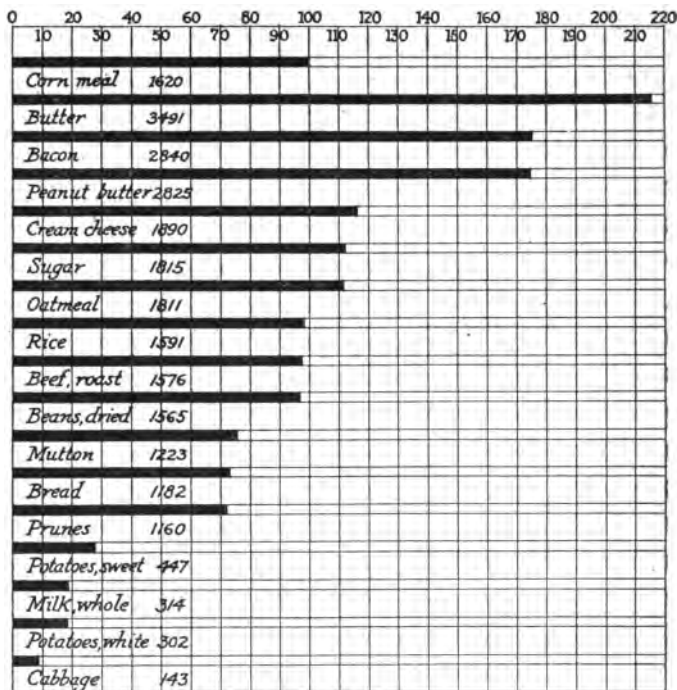 0 20 40 60 80 100 120 140 160 180 200 220
10 30 50 70 90 110 130 150 170 190 210
Corn meal 1620
Butter 3491
Bacon 2840
Peanut butter 2825
Cream cheese 1890
Sugar 1815
Oatmeal 1811
Rice 1591
Beef, roast 1576
Beans, dried 1565
Mutton 1223
Bread 1182
Prunes 1160
Potatoes, sweet 447
Milk, whole 314
Potatoes, white 302
Cabbage 143